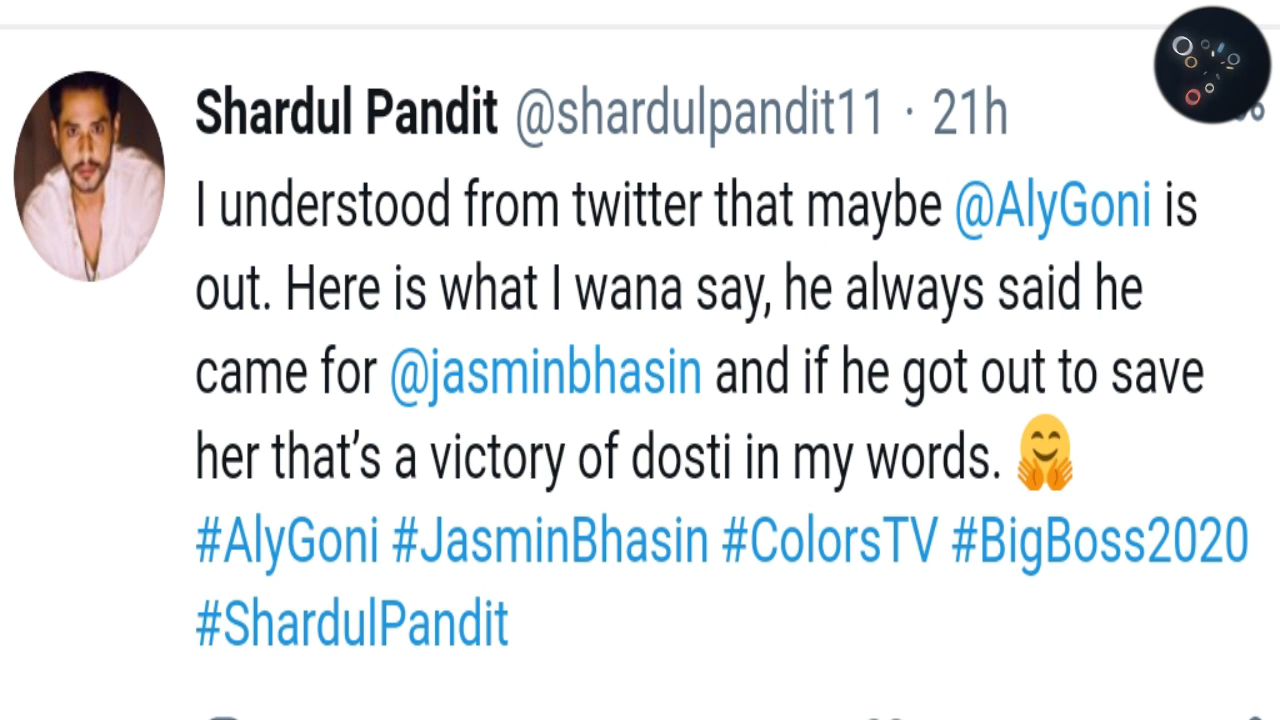 Shardul Pandit @shardulpandit11 · 21h
I understood from twitter that maybe @AlyGoni is
out. Here is what I wana say, he always said he
came for @jasminbhasin and if he got out to save
her that’s a victory of dosti in my words. 🤗
#AlyGoni #JasminBhasin #ColorsTV #BigBoss2020
#ShardulPandit